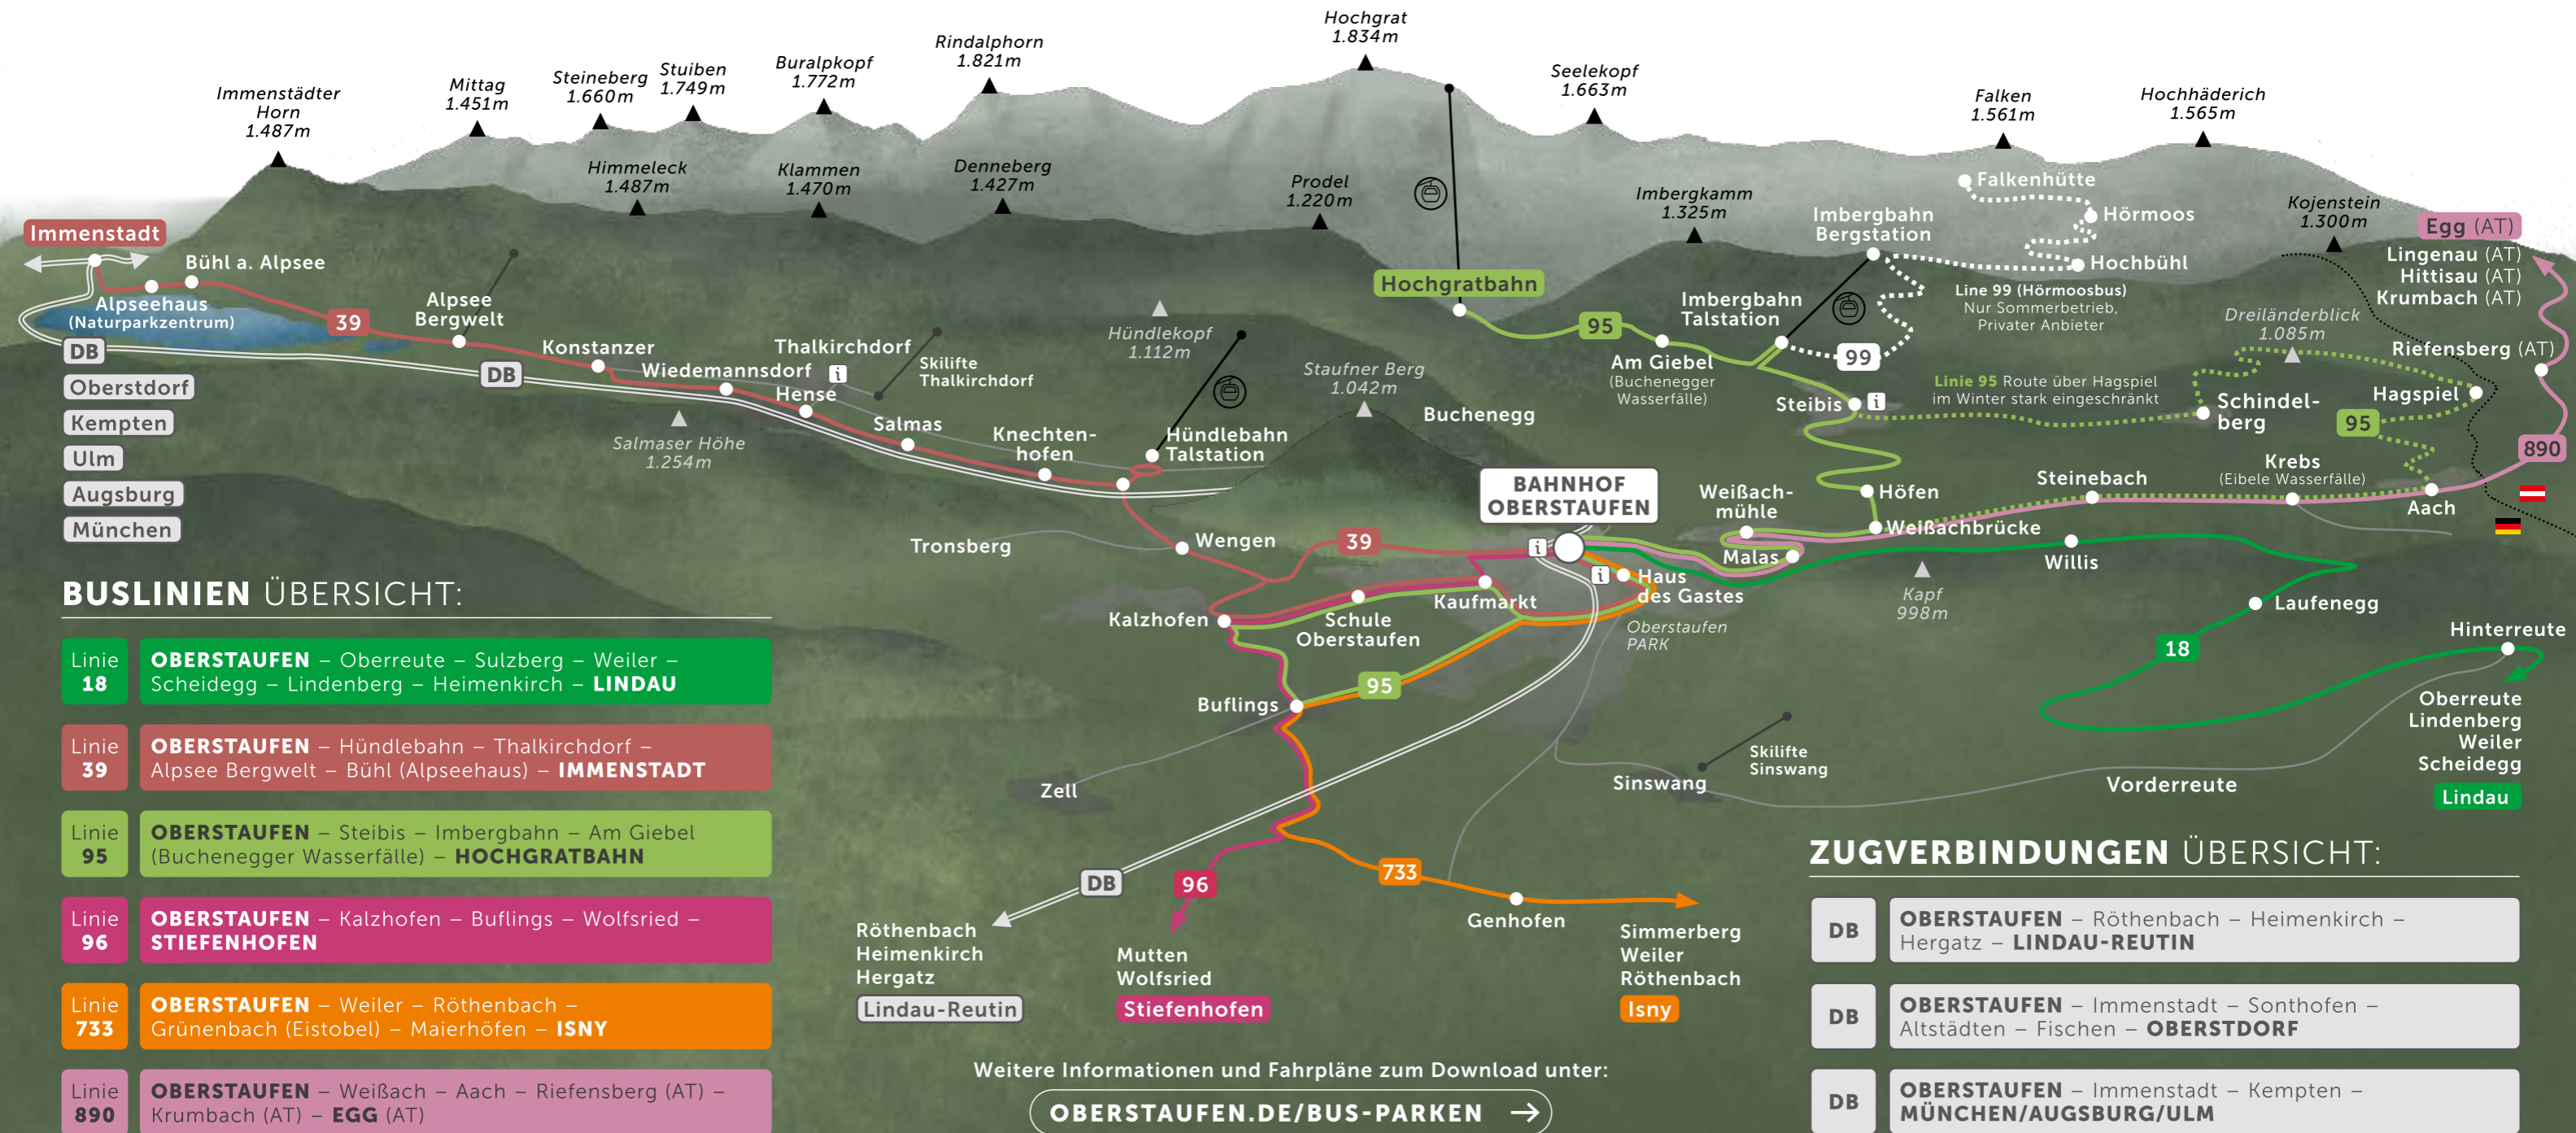 Hochgrat
1.834m
Rindalphorn
1.821m
Buralpkopf
1.772m
Stuiben
1.749m
Steineberg
1.660m
Mittag
1.451m
Immenstädter
Horn
1.487m
Seelekopf
1.663m
Falken
1.561m
Hochhäderich
1.565m
Himmeleck
1.487m
Klammen
1.470m
Denneberg
1.427m
Prodel
1.220m
Imbergkamm
1.325m
Kojenstein
1.300m
Falkenhütte
Hörmoos
Hochbühl
Imbergbahn
Bergstation
Line 99 (Hörmoosbus)
Nur Sommerbetrieb,
Privater Anbieter
Egg (AT)
Lingenau (AT)
Hittisau (AT)
Krumbach (AT)
Riefensberg (AT)
Immenstadt
Bühl a. Alpsee
Alpseehaus
(Naturparkzentrum)
39
Alpsee
Bergwelt
DB
Oberstdorf
Kempten
Ulm
Augsburg
München
DB
Konstanzer
Wiedemannsdorf
Thalkirchdorf
i
Hense
Skilifte
Thalkirchdorf
Salmas
Salmaser Höhe
1.254m
Knechten-
hofen
Hündlekopf
1.112m
Hündlebahn
Talstation
Staufner Berg
1.042m
Buchenegg
Hochgratbahn
95
Am Giebel
(Buchenegger
Wasserfälle)
Imbergbahn
Talstation
99
Steibis
i
Linie 95 Route über Hagspiel
im Winter stark eingeschränkt
Dreiländerblick
1.085m
Schindel-
berg
Hagspiel
95
890
Krebs
(Eibele Wasserfälle)
Steinebach
Aach
Höfen
Weißachbrücke
Weißach-
mühle
Malas
BAHNHOF
OBERSTAUFEN
i
i
Haus
des Gastes
Oberstaufen
PARK
Tronsberg
Wengen
39
Kalzhofen
Schule
Oberstaufen
Kaufmarkt
Buflings
95
Zell
Willis
Kapf
998m
Laufenegg
18
Hinterreute
Oberreute
Lindenberg
Weiler
Scheidegg
Lindau
Vorderreute
Skilifte
Sinswang
Sinswang
DB
96
733
Genhofen
Röthenbach
Heimenkirch
Hergatz
Lindau-Reutin
Mutten
Wolfsried
Stiefenhofen
Simmerberg
Weiler
Röthenbach
Isny
BUSLINIEN ÜBERSICHT:
Linie
18
OBERSTAUFEN – Oberreute – Sulzberg – Weiler –
Scheidegg – Lindenberg – Heimenkirch – LINDAU
Linie
39
OBERSTAUFEN – Hündlebahn – Thalkirchdorf –
Alpsee Bergwelt – Bühl (Alpseehaus) – IMMENSTADT
Linie
95
OBERSTAUFEN – Steibis – Imbergbahn – Am Giebel
(Buchenegger Wasserfälle) – HOCHGRATBAHN
Linie
96
OBERSTAUFEN – Kalzhofen – Buflings – Wolfsried –
STIEFENHOFEN
Linie
733
OBERSTAUFEN – Weiler – Röthenbach –
Grünenbach (Eistobel) – Maierhöfen – ISNY
Linie
890
OBERSTAUFEN – Weißach – Aach – Riefensberg (AT) –
Krumbach (AT) – EGG (AT)
Weitere Informationen und Fahrpläne zum Download unter:
OBERSTAUFEN.DE/BUS-PARKEN
ZUGVERBINDUNGEN ÜBERSICHT:
DB
OBERSTAUFEN – Röthenbach – Heimenkirch –
Hergatz – LINDAU-REUTIN
DB
OBERSTAUFEN – Immenstadt – Sonthofen –
Altstädten – Fischen – OBERSTDORF
DB
OBERSTAUFEN – Immenstadt – Kempten –
MÜNCHEN/AUGSBURG/ULM